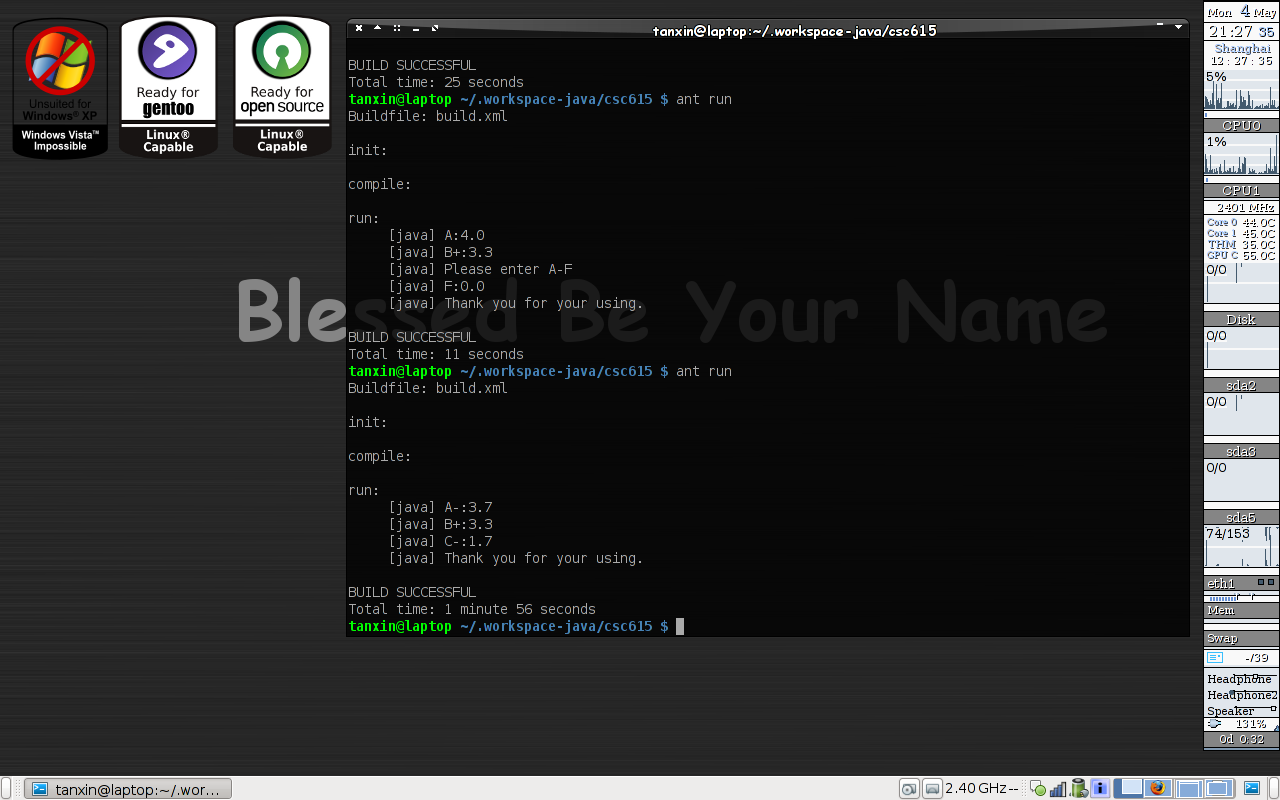 Unsuited for
Windows® XP
Windows Vista™
Impossible
Ready for
gentoo
Linux®
Capable
Ready for
open source
Linux®
Capable
Blessed Be Your Name
tanxin@laptop:~/.workspace-java/csc615
BUILD SUCCESSFUL
Total time: 25 seconds
tanxin@laptop ~/.workspace-java/csc615 $ ant run
Buildfile: build.xml
init:
compile:
run:
[java] A:4.0
[java] B+:3.3
[java] Please enter A-F
[java] F:0.0
[java] Thank you for your using.
BUILD SUCCESSFUL
Total time: 11 seconds
tanxin@laptop ~/.workspace-java/csc615 $ ant run
Buildfile: build.xml
init:
compile:
run:
[java] A-:3.7
[java] B+:3.3
[java] C-:1.7
[java] Thank you for your using.
BUILD SUCCESSFUL
Total time: 1 minute 56 seconds
tanxin@laptop ~/.workspace-java/csc615 $
Mon 4 May
21:27 35
Shanghai
12:27:35
5%
CPU0
1%
CPU1
2401 MHz
Core 0 44.0C
Core 1 45.0C
THM 35.0C
GPU C 55.0C
0/0
Disk
0/0
sda2
0/0
sda3
0/0
sda5
74/153
eth1
Mem
Swap
-/39
Headphone
Headphone2
Speaker
131%
0d 0:32
tanxin@laptop:~/.wor...
2.40 GHz--